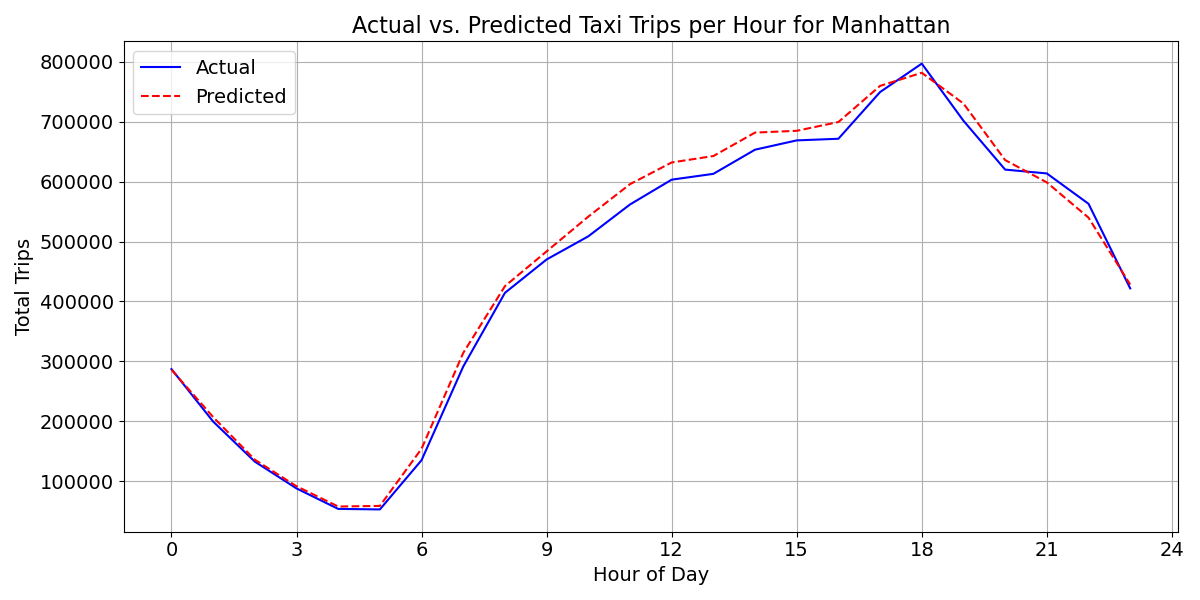 Actual vs. Predicted Taxi Trips per Hour for Manhattan
Actual
Predicted
Total Trips
800000
700000
600000
500000
400000
300000
200000
100000
0 3 6 9 12 15 18 21 24
Hour of Day